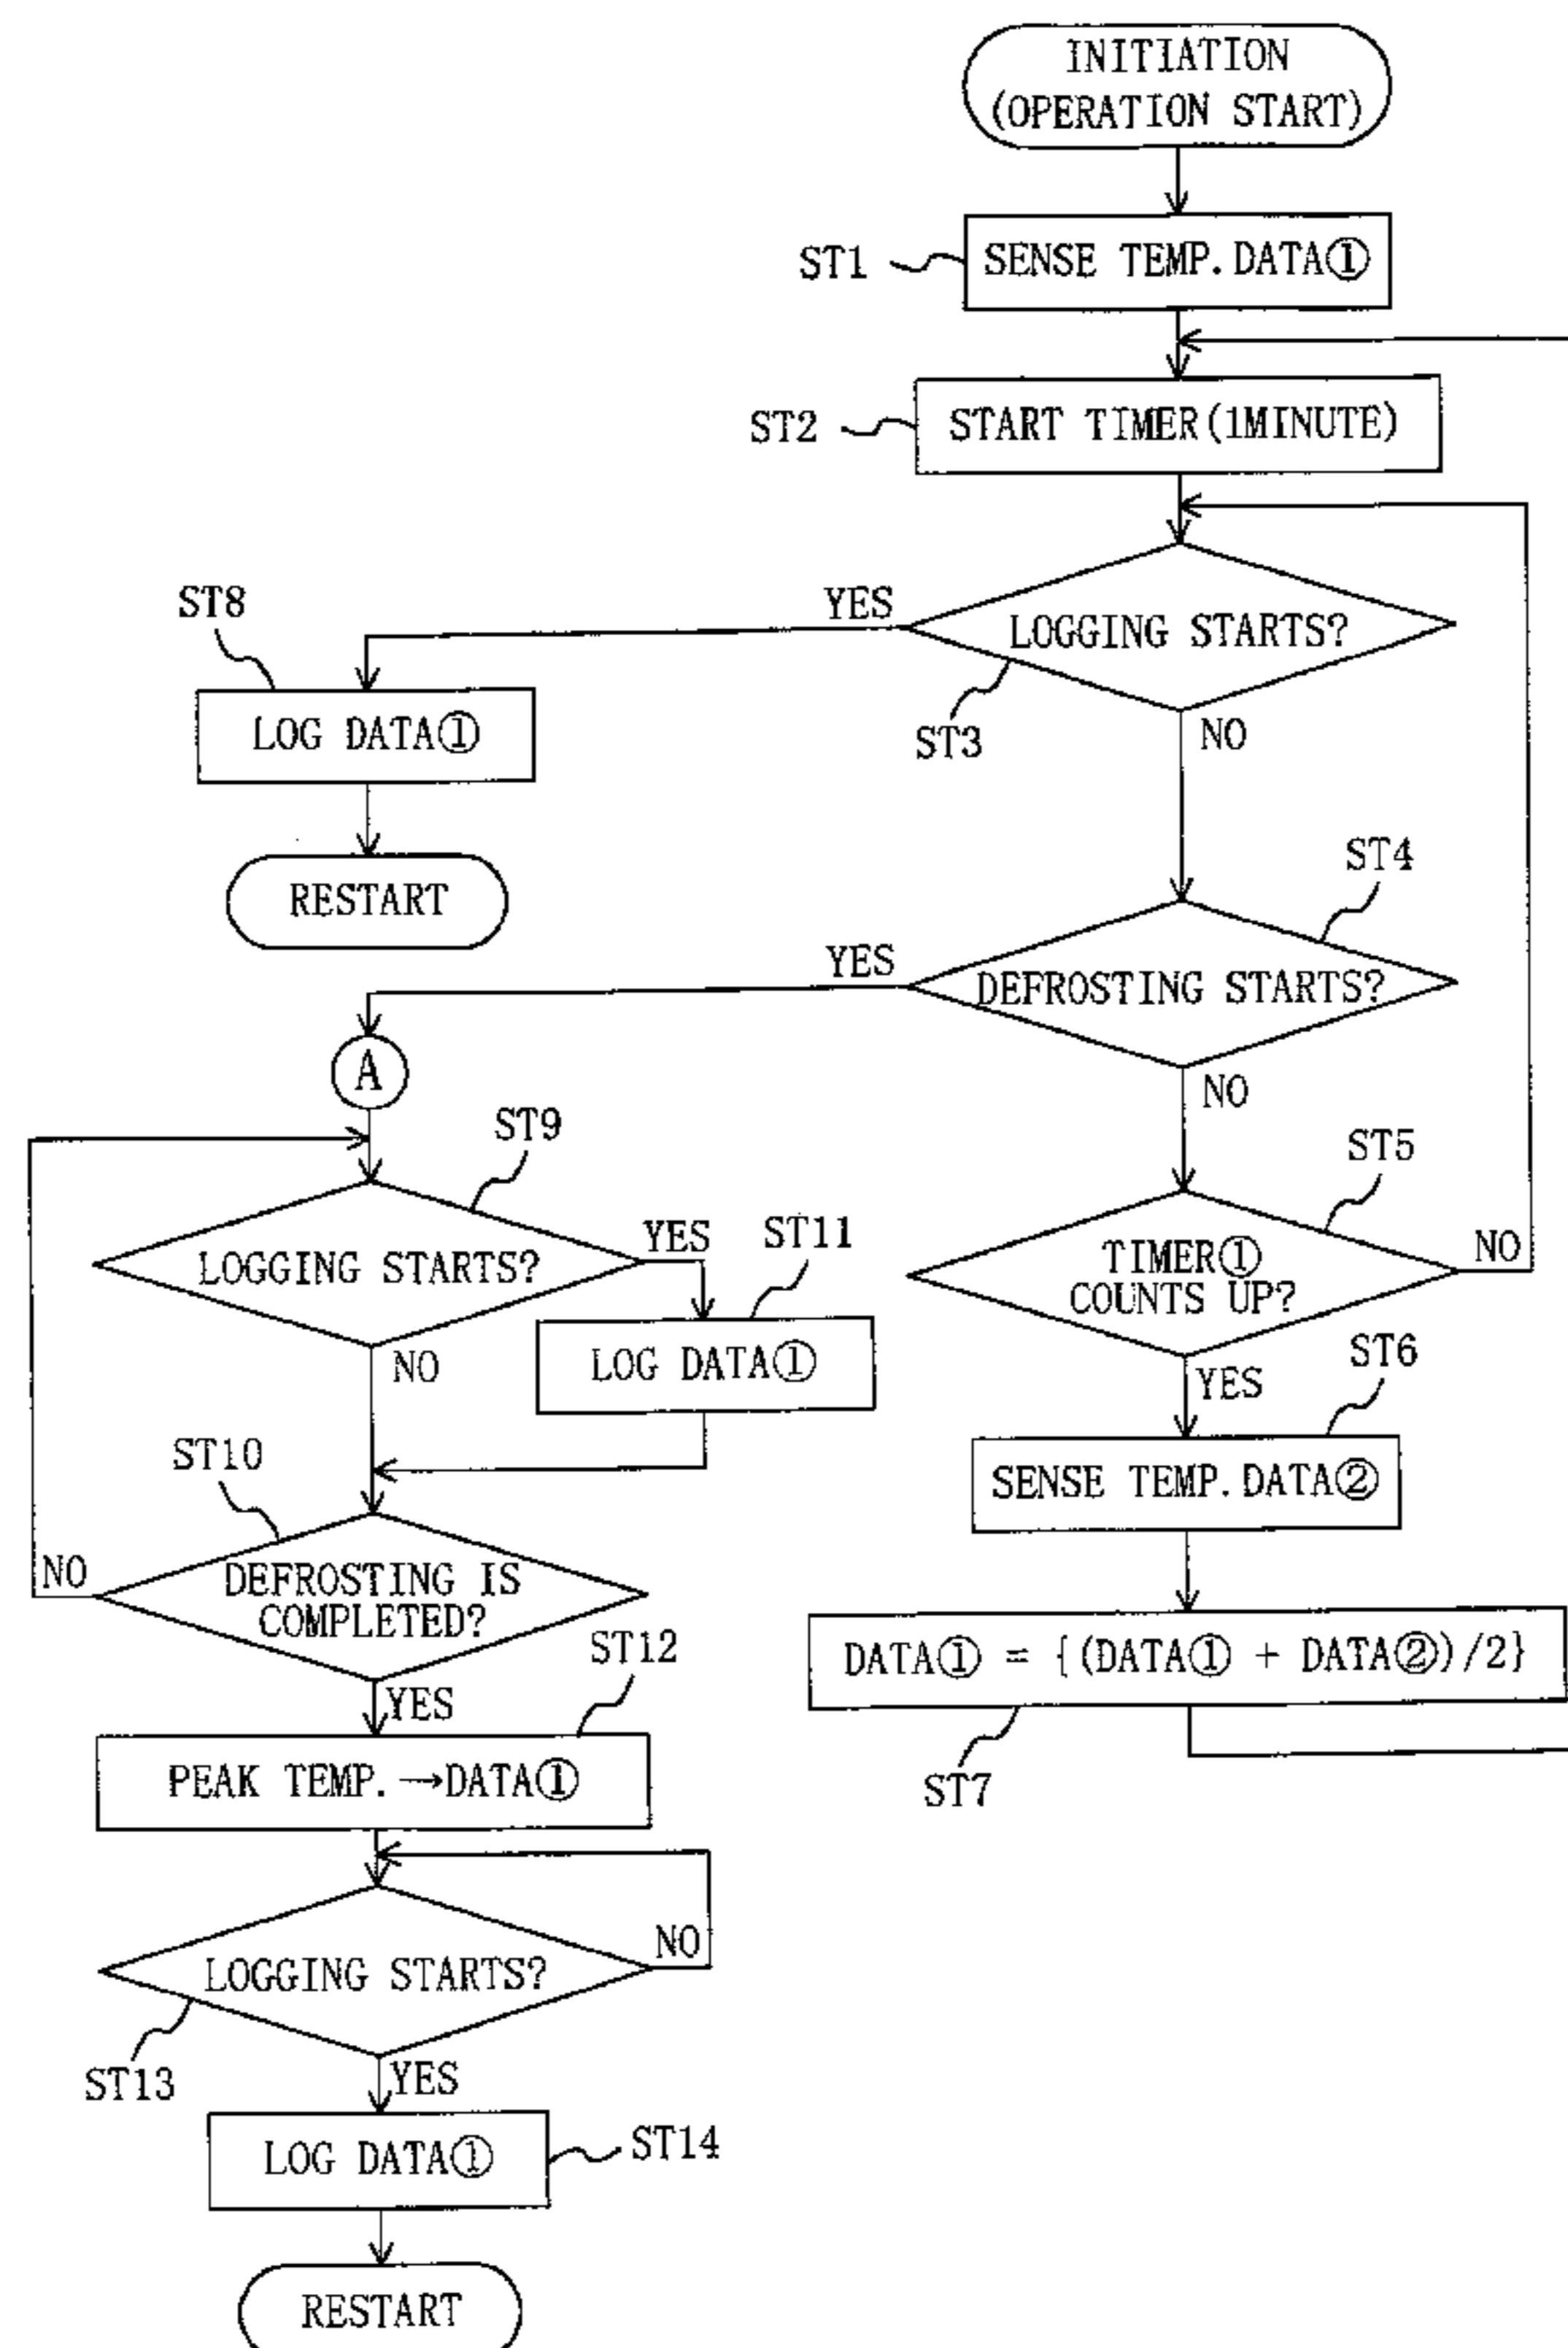 INITIATION
(OPERATION START)
ST1
SENSE TEMP.DATA①
ST2
START TIMER(1MINUTE)
ST8
YES
LOGGING STARTS?
LOG DATA①
ST3
NO
RESTART
ST4
YES
DEFROSTING STARTS?
A
NO
ST9
ST5
LOGGING STARTS?
YES
ST11
TIMER①
COUNTS UP?
NO
NO
LOG DATA①
ST6
YES
ST10
SENSE TEMP.DATA②
NO
DEFROSTING IS
COMPLETED?
ST12
DATA① = {(DATA① + DATA②)/2}
YES
PEAK TEMP.→DATA①
ST7
NO
LOGGING STARTS?
ST13
YES
LOG DATA①
ST14
RESTART